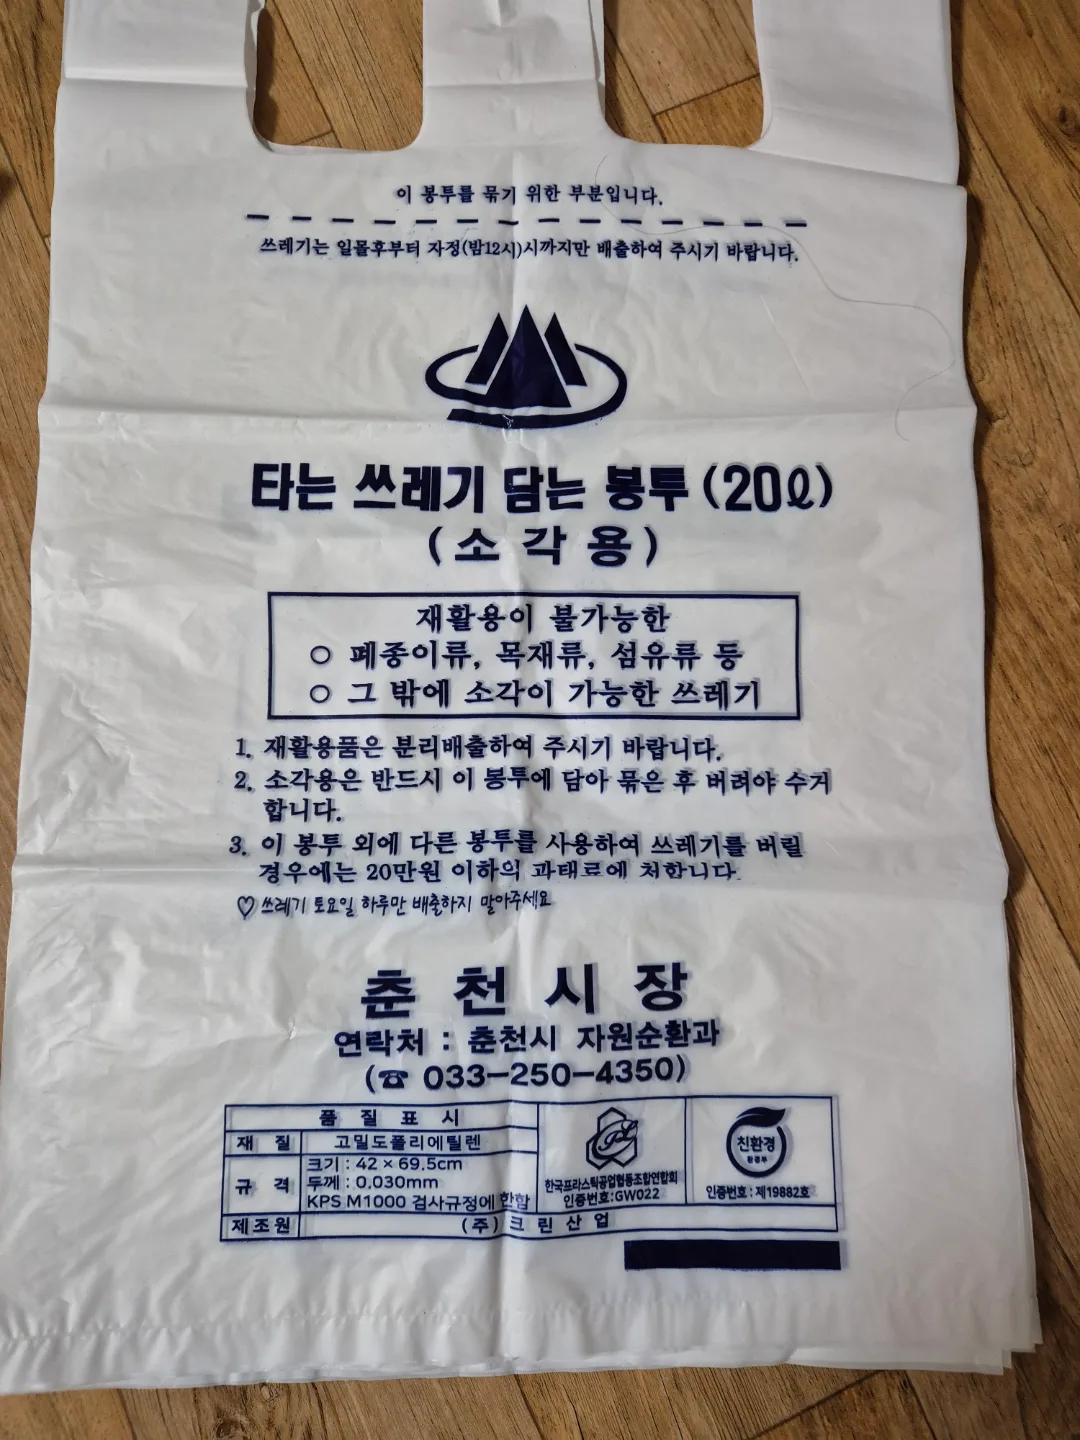 이 봉투를 묶기 위한 부분입니다.
쓰레기는 일몰후부터 자정(밤12시)시까지만 배출하여 주시기 바랍니다.
타는 쓰레기 담는 봉투 (20ℓ)
(소각용)
재활용이 불가능한
○ 폐종이류, 목재류, 섬유류 등
○ 그 밖에 소각이 가능한 쓰레기
1. 재활용품은 분리배출하여 주시기 바랍니다.
2. 소각용은 반드시 이 봉투에 담아 묶은 후 버려야 수거
합니다.
3. 이 봉투 외에 다른 봉투를 사용하여 쓰레기를 버릴
경우에는 20만원 이하의 과태료에 처합니다.
♡ 쓰레기 토요일 하루만 배출하지 말아주세요
춘천시장
연락처 : 춘천시 자원순환과
(☎ 033-250-4350)
품질표시
재질 고밀도폴리에틸렌
규격 크기 : 42 × 69.5cm
두께 : 0.030mm
KPS M1000 검사규정에 한함
제조원 (주)크린산업
한국프라스틱공업협동조합연합회
인증번호:GW022
친환경
환경부
인증번호 : 제19882호